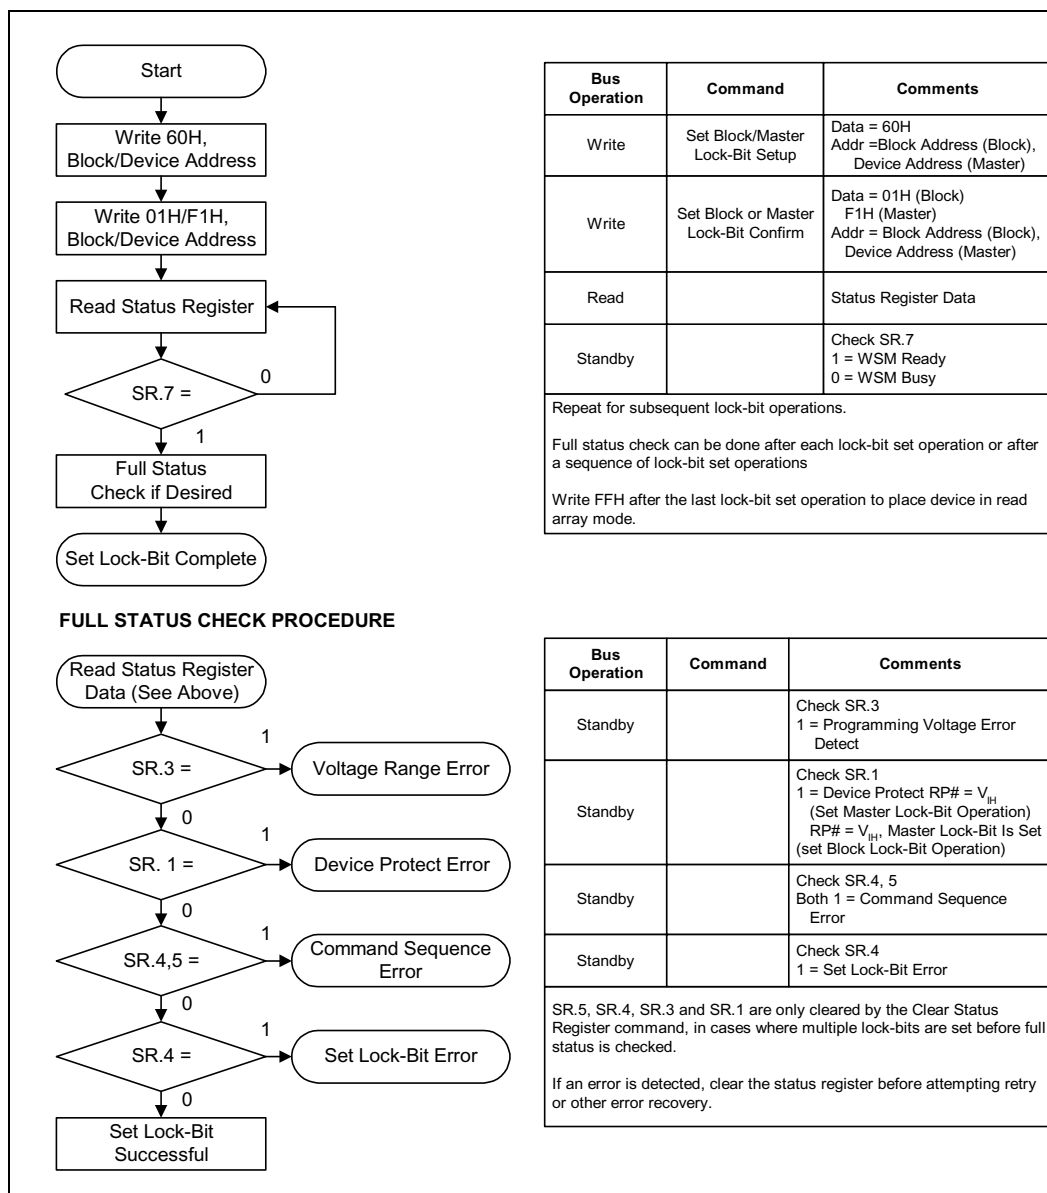 Start
Write 60H,
Block/Device Address
Write 01H/F1H,
Block/Device Address
Read Status Register
SR.7 =
0
1
Full Status
Check if Desired
Set Lock-Bit Complete
Bus
Operation
Command
Comments
Write
Set Block/Master
Lock-Bit Setup
Data = 60H
Addr =Block Address (Block),
Device Address (Master)
Write
Set Block or Master
Lock-Bit Confirm
Data = 01H (Block)
F1H (Master)
Addr = Block Address (Block),
Device Address (Master)
Read
Status Register Data
Standby
Check SR.7
1 = WSM Ready
0 = WSM Busy
Repeat for subsequent lock-bit operations.
Full status check can be done after each lock-bit set operation or after
a sequence of lock-bit set operations
Write FFH after the last lock-bit set operation to place device in read
array mode.
FULL STATUS CHECK PROCEDURE
Read Status Register
Data (See Above)
SR.3 =
1
Voltage Range Error
0
SR. 1 =
1
Device Protect Error
0
SR.4,5 =
1
Command Sequence
Error
0
SR.4 =
1
Set Lock-Bit Error
0
Set Lock-Bit
Successful
Bus
Operation
Command
Comments
Standby
Check SR.3
1 = Programming Voltage Error
Detect
Standby
Check SR.1
1 = Device Protect RP# = VIH
(Set Master Lock-Bit Operation)
RP# = VIH, Master Lock-Bit Is Set
(set Block Lock-Bit Operation)
Standby
Check SR.4, 5
Both 1 = Command Sequence
Error
Standby
Check SR.4
1 = Set Lock-Bit Error
SR.5, SR.4, SR.3 and SR.1 are only cleared by the Clear Status
Register command, in cases where multiple lock-bits are set before full
status is checked.
If an error is detected, clear the status register before attempting retry
or other error recovery.